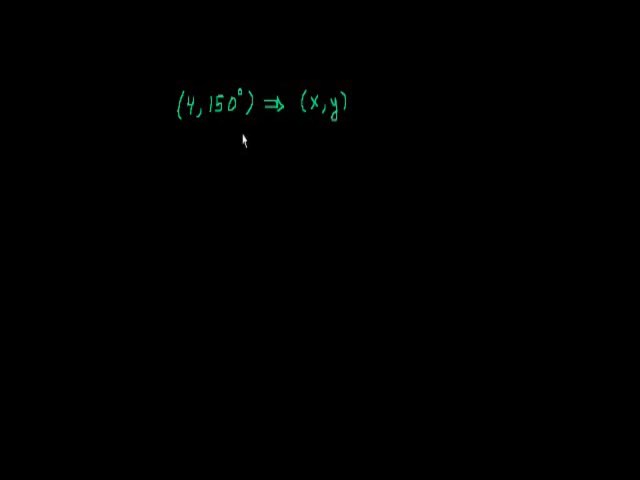 (4, 150°) ⇒ (x, y)